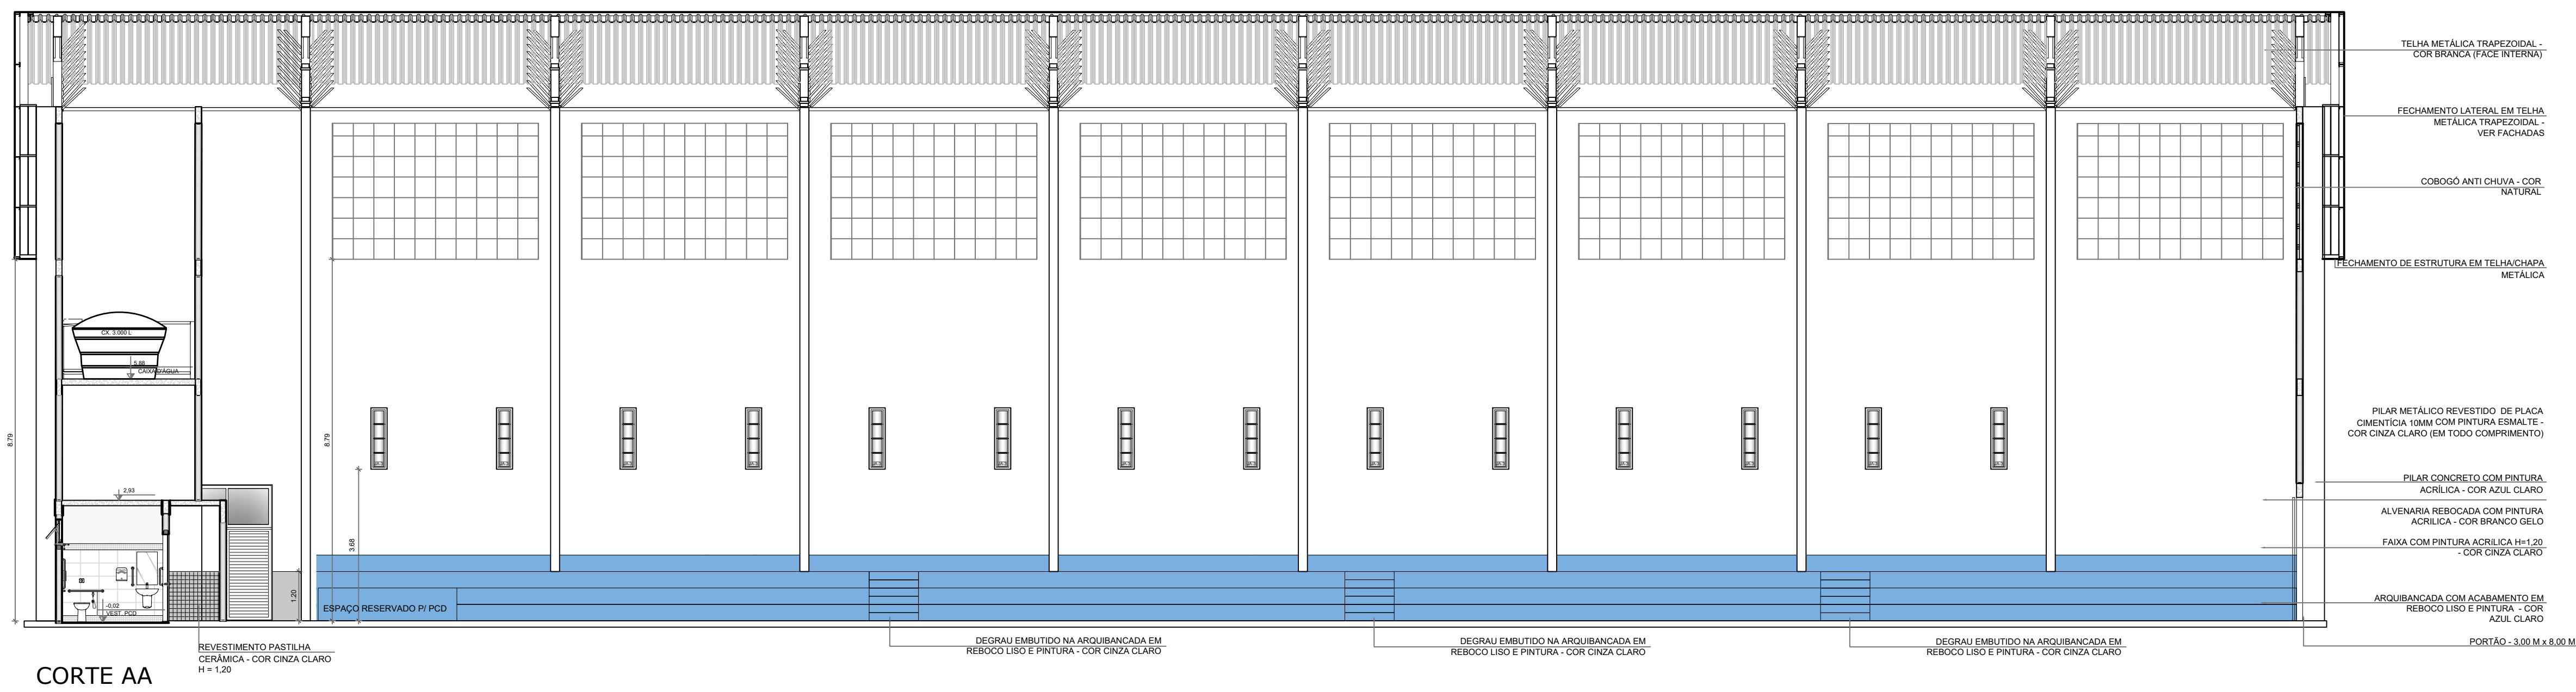 TELHA METÁLICA TRAPEZOIDAL -
COR BRANCA (FACE INTERNA)
FECHAMENTO LATERAL EM TELHA
METÁLICA TRAPEZOIDAL -
VER FACHADAS
COBOGÓ ANTI CHUVA - COR
NATURAL
FECHAMENTO DE ESTRUTURA EM TELHA/CHAPA
METÁLICA
CX. 3.000 L
5,88
CAIXA D'ÁGUA
8.79
8.79
PILAR METÁLICO REVESTIDO DE PLACA
CIMENTÍCIA 10MM COM PINTURA ESMALTE -
COR CINZA CLARO (EM TODO COMPRIMENTO)
PILAR CONCRETO COM PINTURA
ACRÍLICA - COR AZUL CLARO
2,93
ALVENARIA REBOCADA COM PINTURA
ACRILICA - COR BRANCO GELO
3.68
FAIXA COM PINTURA ACRíLICA H=1,20
- COR CINZA CLARO
1.20
-0,02
VEST. PCD
ESPAÇO RESERVADO P/ PCD
ARQUIBANCADA COM ACABAMENTO EM
REBOCO LISO E PINTURA - COR
AZUL CLARO
REVESTIMENTO PASTILHA
CERÂMICA - COR CINZA CLARO
H = 1,20
DEGRAU EMBUTIDO NA ARQUIBANCADA EM
REBOCO LISO E PINTURA - COR CINZA CLARO
DEGRAU EMBUTIDO NA ARQUIBANCADA EM
REBOCO LISO E PINTURA - COR CINZA CLARO
DEGRAU EMBUTIDO NA ARQUIBANCADA EM
REBOCO LISO E PINTURA - COR CINZA CLARO
PORTÃO - 3,00 M x 8,00 M
CORTE AA